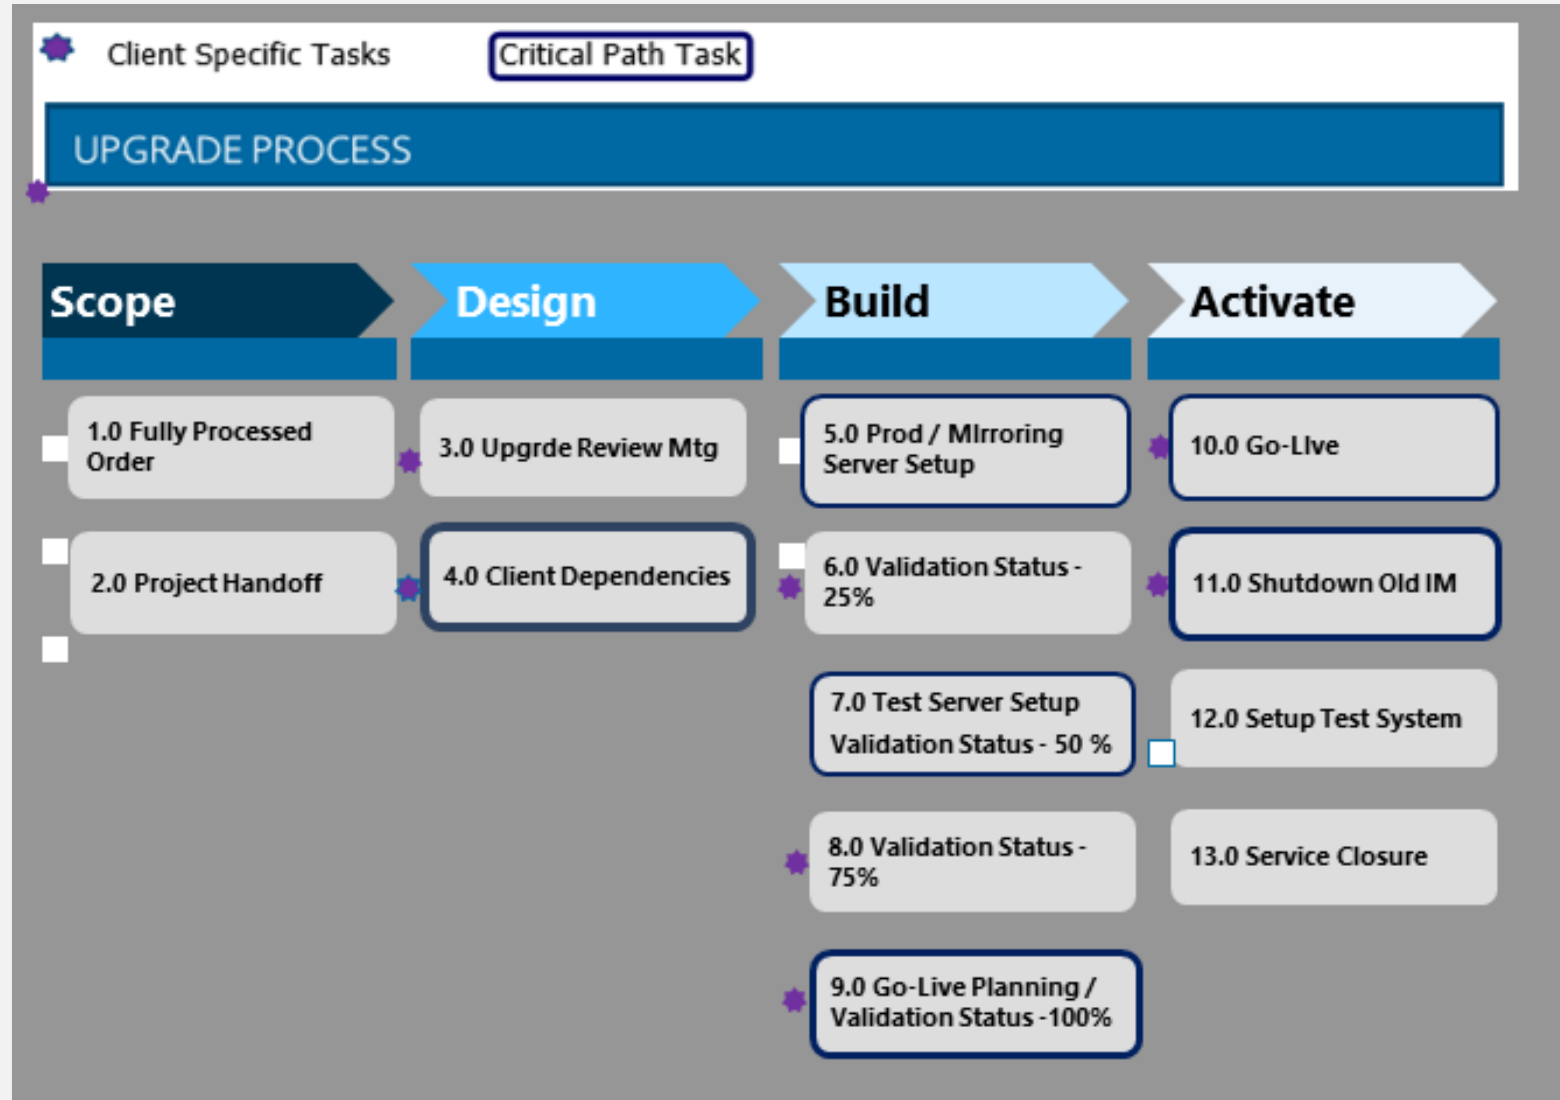 Client Specific Tasks
Critical Path Task
UPGRADE PROCESS
Scope
Design
Build
Activate
1.0 Fully Processed
Order
2.0 Project Handoff
3.0 Upgrde Review Mtg
4.0 Client Dependencies
5.0 Prod / MIrroring
Server Setup
6.0 Validation Status -
25%
7.0 Test Server Setup
Validation Status - 50 %
8.0 Validation Status -
75%
9.0 Go-Live Planning /
Validation Status -100%
10.0 Go-LIve
11.0 Shutdown Old IM
12.0 Setup Test System
13.0 Service Closure